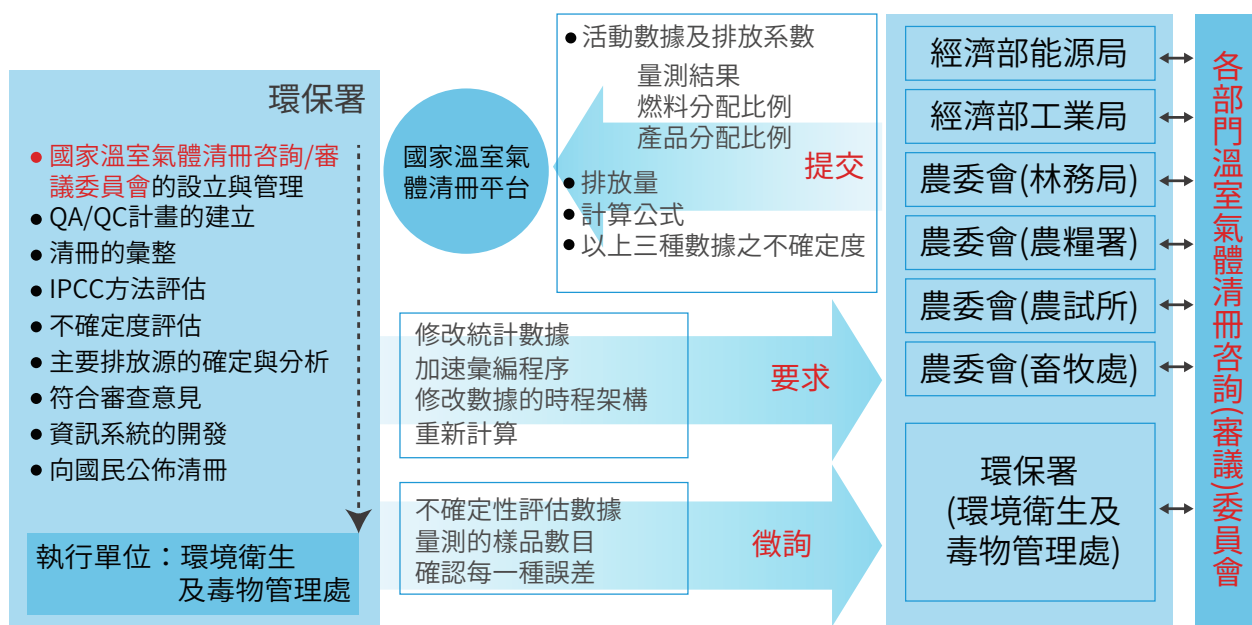 環保署
● 國家溫室氣體清冊咨詢/審
議委員會的設立與管理
● QA/QC計畫的建立
● 清冊的彙整
● IPCC方法評估
● 不確定度評估
● 主要排放源的確定與分析
● 符合審查意見
● 資訊系統的開發
● 向國民公佈清冊
執行單位：環境衛生
及毒物管理處
國家溫室氣
體清冊平台
● 活動數據及排放系數
量測結果
燃料分配比例
產品分配比例
● 排放量
● 計算公式
● 以上三種數據之不確定度
提交
修改統計數據
加速彙編程序
修改數據的時程架構
重新計算
要求
不確定性評估數據
量測的樣品數目
確認每一種誤差
徵詢
經濟部能源局
經濟部工業局
農委會(林務局)
農委會(農糧署)
農委會(農試所)
農委會(畜牧處)
環保署
(環境衛生及
毒物管理處)
各部門溫室氣體清冊咨詢(審議)委員會